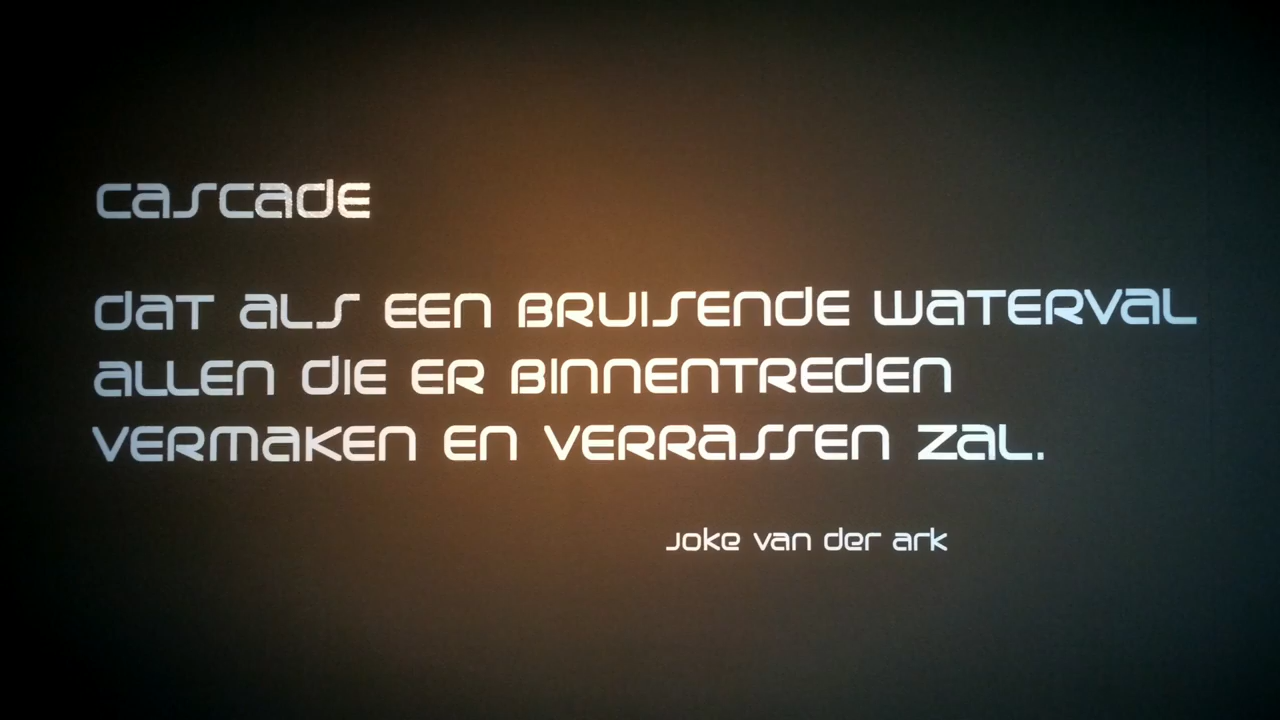 cascade
dat als een bruisende waterval
allen die er binnentreden
vermaken en verrassen zal.
joke van der ark